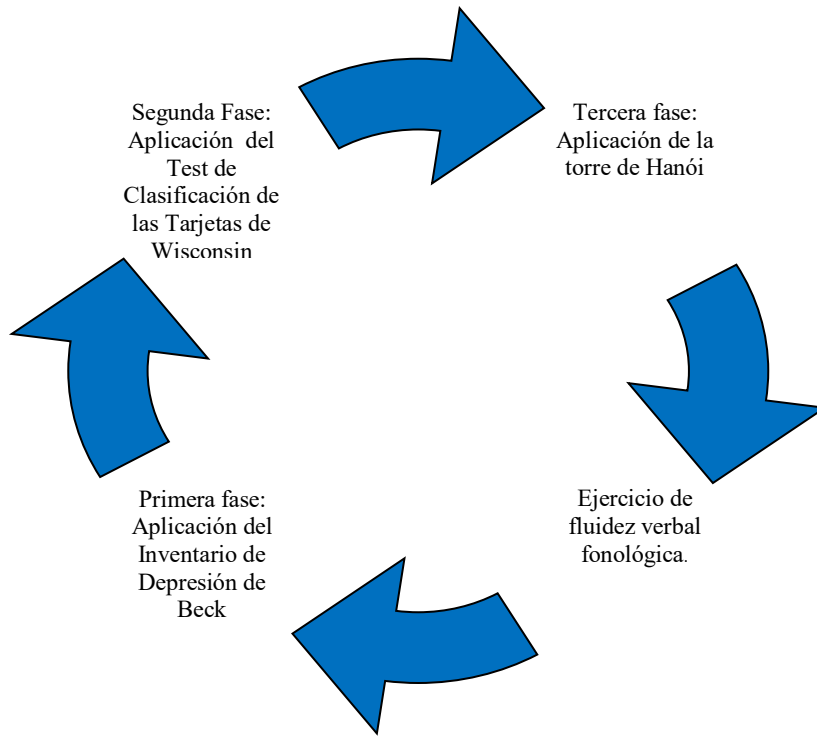 Segunda Fase:
Aplicación del
Test de
Clasificación de
las Tarjetas de
Wisconsin
Tercera fase:
Aplicación de la
torre de Hanói
Primera fase:
Aplicación del
Inventario de
Depresión de
Beck
Ejercicio de
fluidez verbal
fonológica.